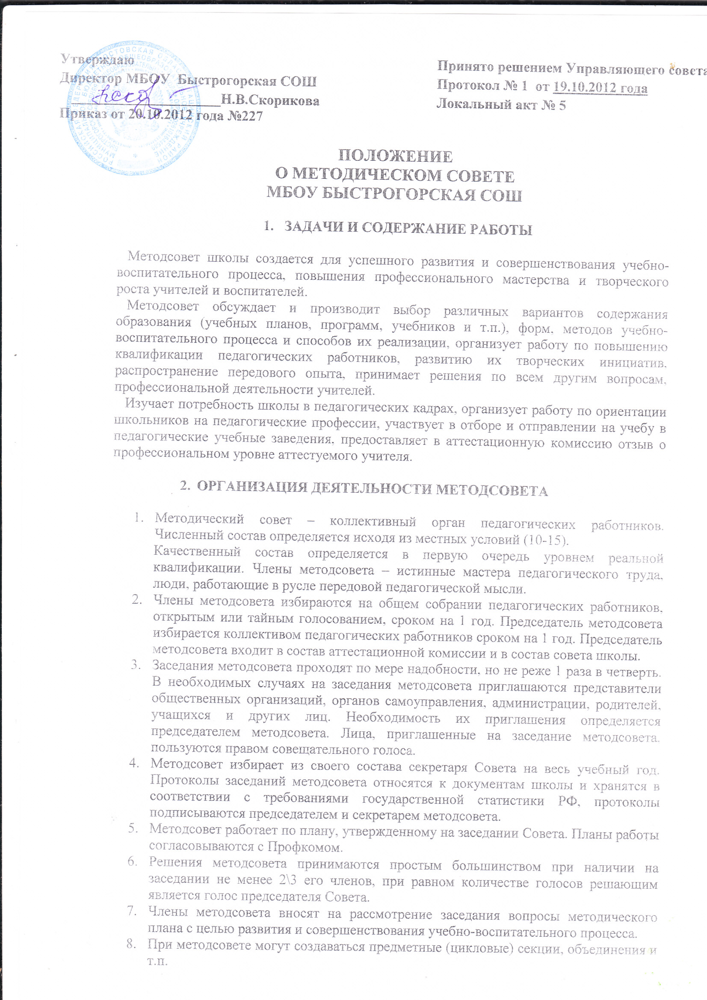 Утверждаю
Директор МБОУ Быстрогорская СОШ
Н.В.Скорикова
Приказ от 20.10.2012 года №227
Принято решением Управляющего совета
Протокол № 1 от 19.10.2012 года
Локальный акт № 5
ПОЛОЖЕНИЕ
О МЕТОДИЧЕСКОМ СОВЕТЕ
МБОУ БЫСТРОГОРСКАЯ СОШ
1. ЗАДАЧИ И СОДЕРЖАНИЕ РАБОТЫ
Методсовет школы создается для успешного развития и совершенствования учебно-
воспитательного процесса, повышения профессионального мастерства и творческого
роста учителей и воспитателей.
Методсовет обсуждает и производит выбор различных вариантов содержания
образования (учебных планов, программ, учебников и т.п.), форм, методов учебно-
воспитательного процесса и способов их реализации, организует работу по повышению
квалификации педагогических работников, развитию их творческих инициатив,
распространение передового опыта, принимает решения по всем другим вопросам,
профессиональной деятельности учителей.
Изучает потребность школы в педагогических кадрах, организует работу по ориентации
школьников на педагогические профессии, участвует в отборе и отправлении на учебу в
педагогические учебные заведения, предоставляет в аттестационную комиссию отзыв о
профессиональном уровне аттестуемого учителя.
2. ОРГАНИЗАЦИЯ ДЕЯТЕЛЬНОСТИ МЕТОДСОВЕТА
1. Методический совет – коллективный орган педагогических работников.
Численный состав определяется исходя из местных условий (10-15).
Качественный состав определяется в первую очередь уровнем реальной
квалификации. Члены методсовета – истинные мастера педагогического труда,
люди, работающие в русле передовой педагогической мысли.
2. Члены методсовета избираются на общем собрании педагогических работников,
открытым или тайным голосованием, сроком на 1 год. Председатель методсовета
избирается коллективом педагогических работников сроком на 1 год. Председатель
методсовета входит в состав аттестационной комиссии и в состав совета школы.
3. Заседания методсовета проходят по мере надобности, но не реже 1 раза в четверть.
В необходимых случаях на заседания методсовета приглашаются представители
общественных организаций, органов самоуправления, администрации, родителей,
учащихся и других лиц. Необходимость их приглашения определяется
председателем методсовета. Лица, приглашенные на заседание методсовета,
пользуются правом совещательного голоса.
4. Методсовет избирает из своего состава секретаря Совета на весь учебный год.
Протоколы заседаний методсовета относятся к документам школы и хранятся в
соответствии с требованиями государственной статистики РФ, протоколы
подписываются председателем и секретарем методсовета.
5. Методсовет работает по плану, утвержденному на заседании Совета. Планы работы
согласовываются с Профкомом.
6. Решения методсовета принимаются простым большинством при наличии на
заседании не менее 2\3 его членов, при равном количестве голосов решающим
является голос председателя Совета.
7. Члены методсовета вносят на рассмотрение заседания вопросы методического
плана с целью развития и совершенствования учебно-воспитательного процесса.
8. При методсовете могут создаваться предметные (цикловые) секции, объединения и
т.п.